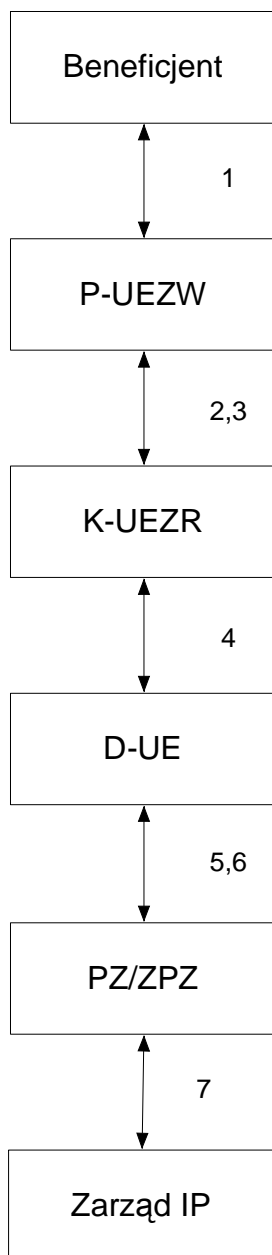 Beneficjent
1
P-UEZW
2,3
K-UEZR
4
D-UE
5,6
PZ/ZPZ
7
Zarząd IP